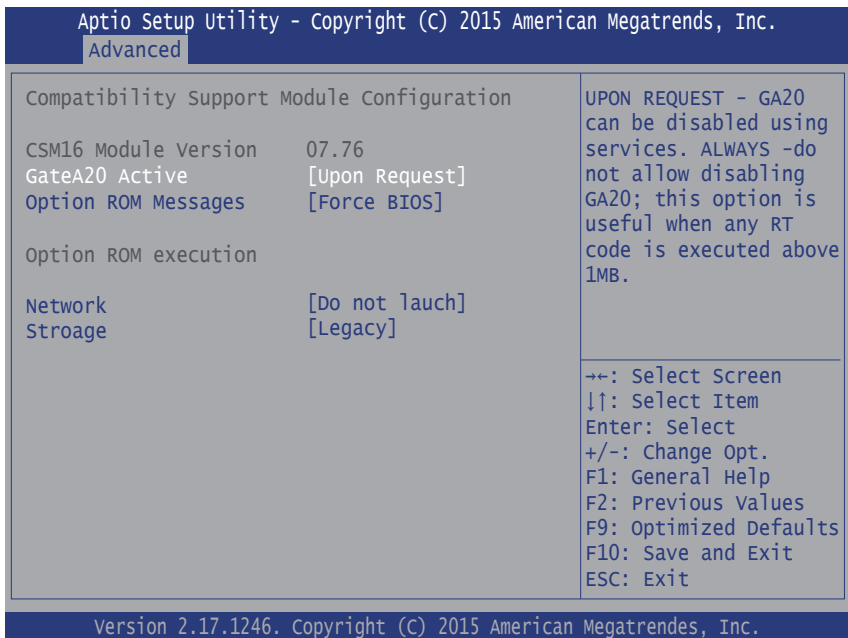 Aptio Setup Utility - Copyright (C) 2015 American Megatrends, Inc.
Advanced
Compatibility Support Module Configuration
CSM16 Module Version 07.76
GateA20 Active [Upon Request]
Option ROM Messages [Force BIOS]
Option ROM execution
Network [Do not lauch]
Stroage [Legacy]
UPON REQUEST - GA20
can be disabled using
services. ALWAYS -do
not allow disabling
GA20; this option is
useful when any RT
code is executed above
1MB.
→←: Select Screen
↓↑: Select Item
Enter: Select
+/-: Change Opt.
F1: General Help
F2: Previous Values
F9: Optimized Defaults
F10: Save and Exit
ESC: Exit
Version 2.17.1246. Copyright (C) 2015 American Megatrendes, Inc.